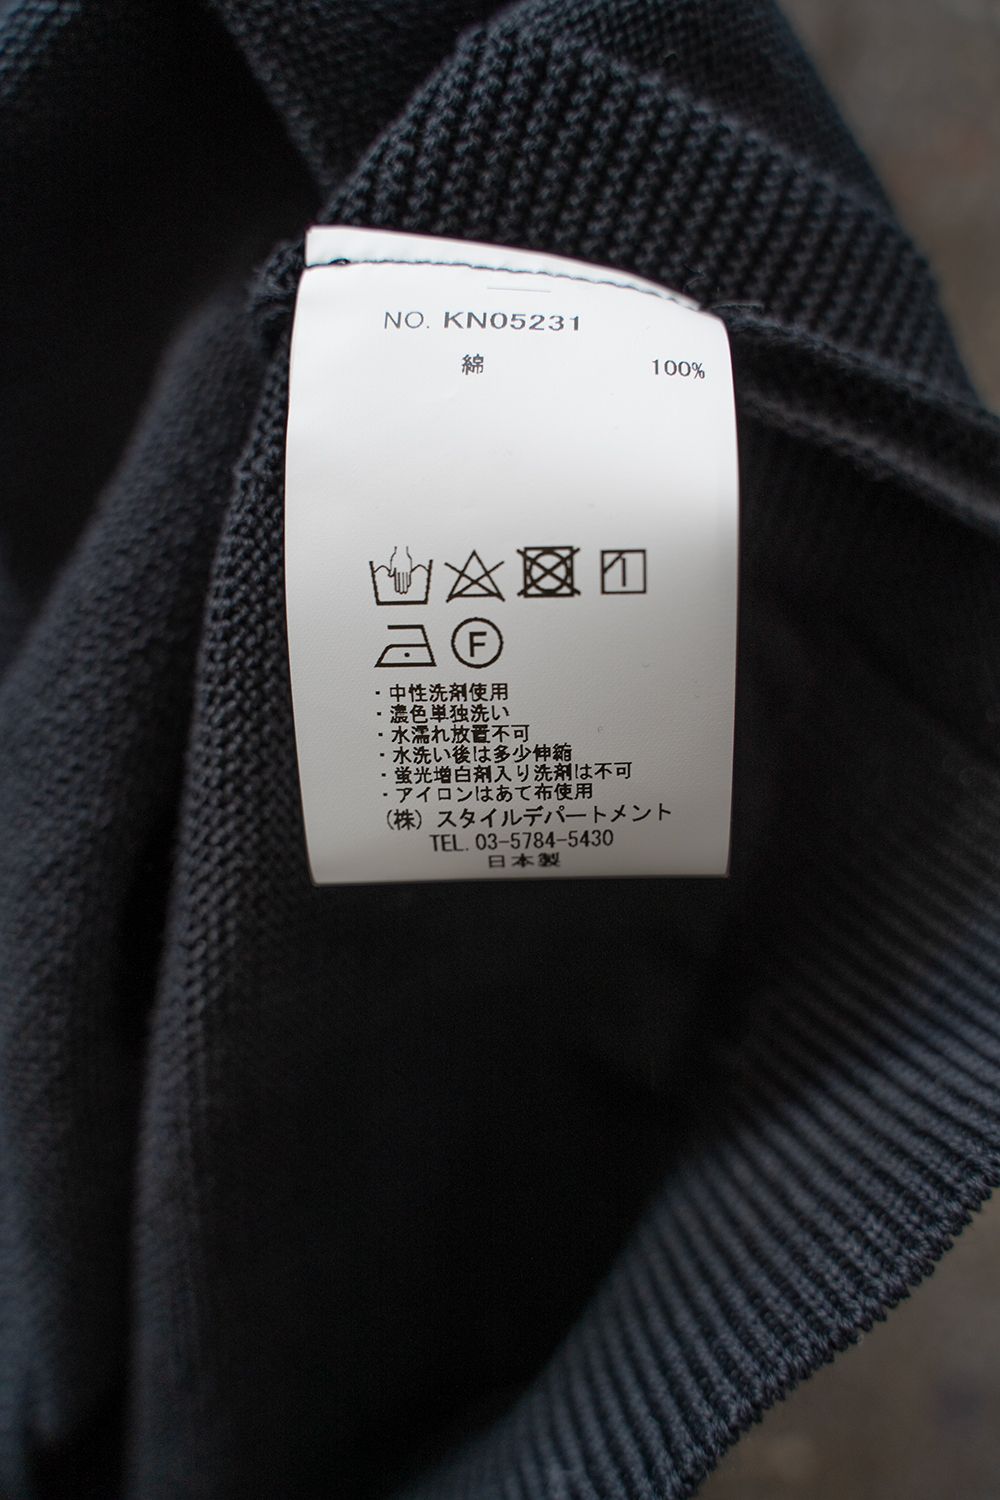 NO. KN05231
綿 100%
F
・中性洗剤使用
・濃色単独洗い
・水濡れ放置不可
・水洗い後は多少伸縮
・蛍光増白剤入り洗剤は不可
・アイロンはあて布使用
(株) スタイルデパートメント
TEL. 03-5784-5430
日本製